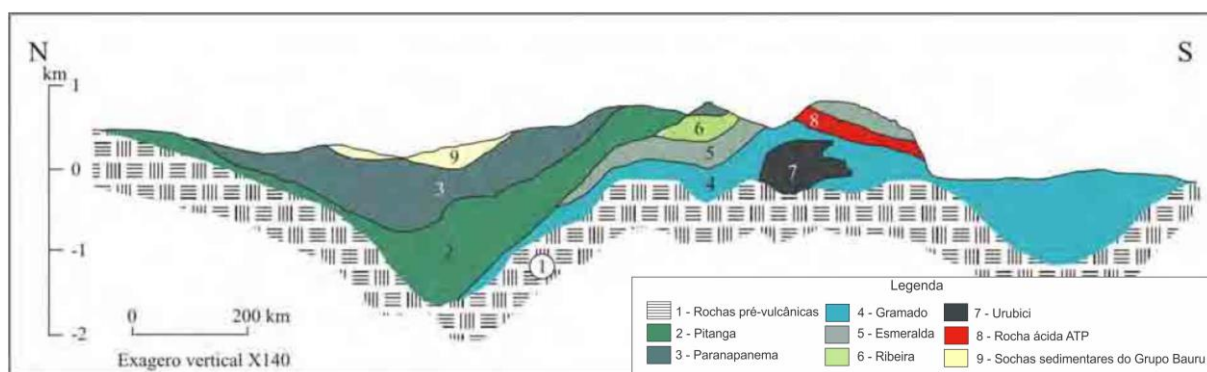 N
S
km
1
0
-1
-2
9
3
2
1
6
5
4
7
8
0 200 km
Exagero vertical X140
Legenda
1 - Rochas pré-vulcânicas
2 - Pitanga
3 - Paranapanema
4 - Gramado
5 - Esmeralda
6 - Ribeira
7 - Urubici
8 - Rocha ácida ATP
9 - Sochas sedimentares do Grupo Bauru